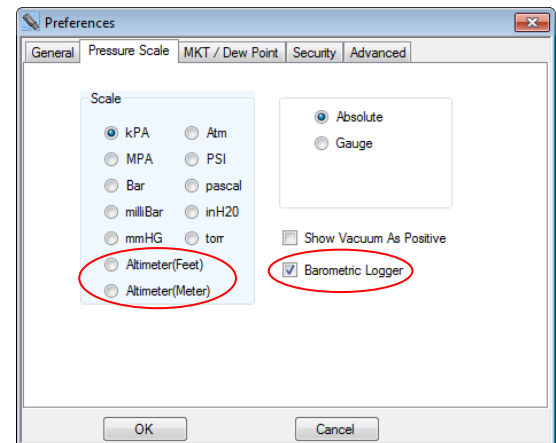 Preferences
General Pressure Scale MKT / Dew Point Security Advanced
Scale
kPA Atm
MPA PSI
Bar pascal
milliBar inH20
mmHG torr
Altimeter(Feet)
Altimeter(Meter)
Absolute
Gauge
Show Vacuum As Positive
Barometric Logger
OK Cancel